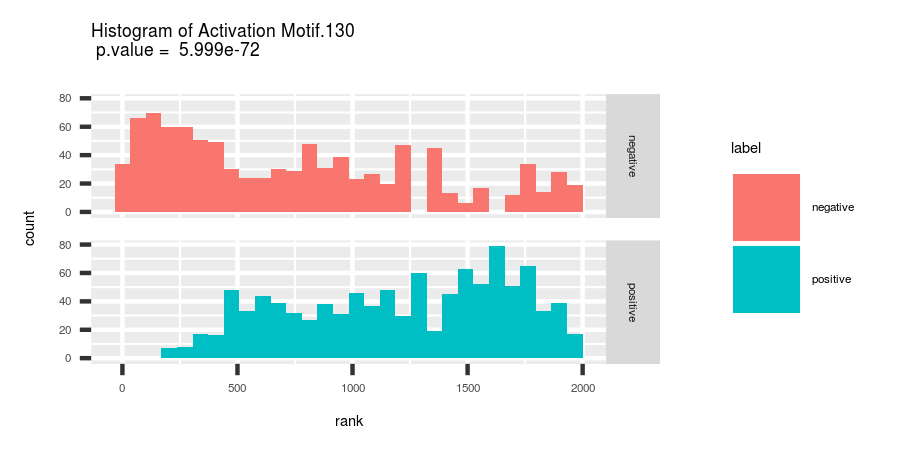 Histogram of Activation Motif.130
p.value = 5.999e-72
80
60
40
20
0
negative
80
60
40
20
0
positive
0 500 1000 1500 2000
rank
count
label
negative
positive